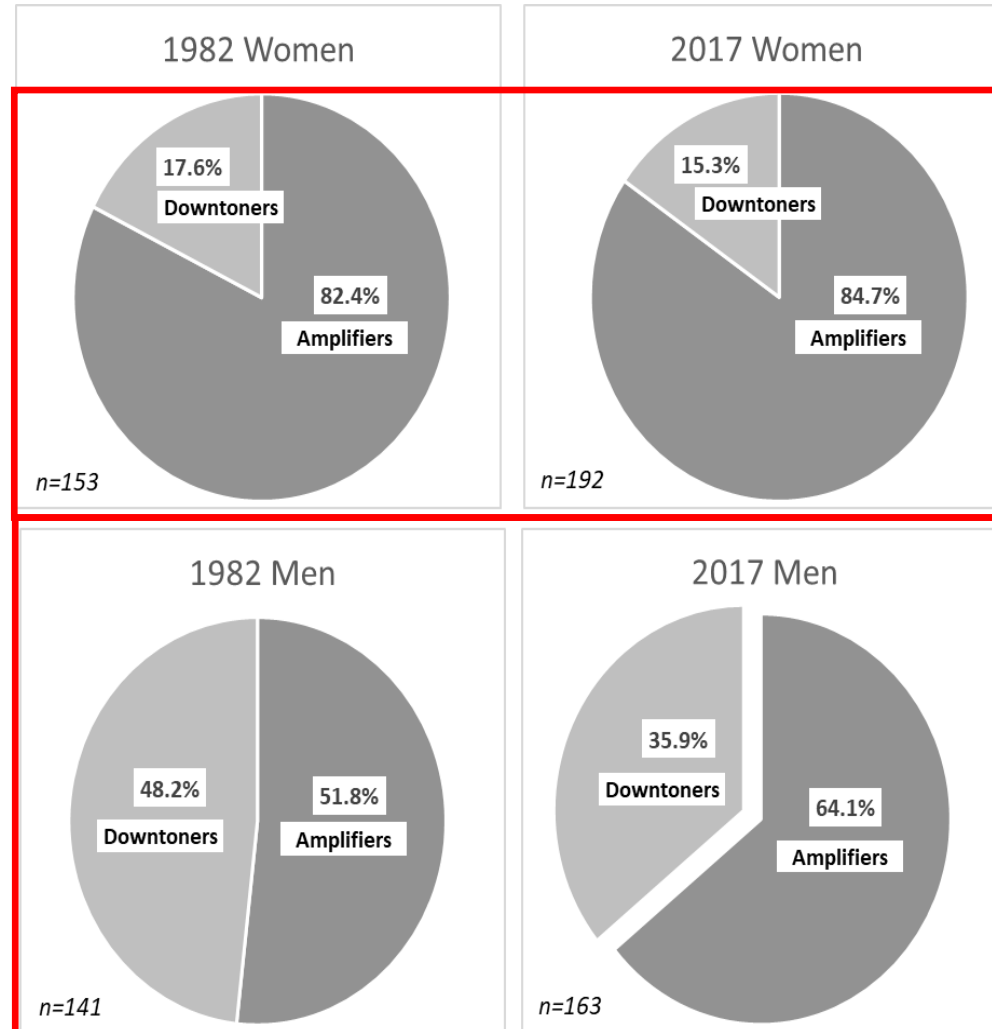 1982 Women
17.6%
Downtoners
82.4%
Amplifiers
n=153
2017 Women
15.3%
Downtoners
84.7%
Amplifiers
n=192
1982 Men
48.2%
Downtoners
51.8%
Amplifiers
n=141
2017 Men
35.9%
Downtoners
64.1%
Amplifiers
n=163